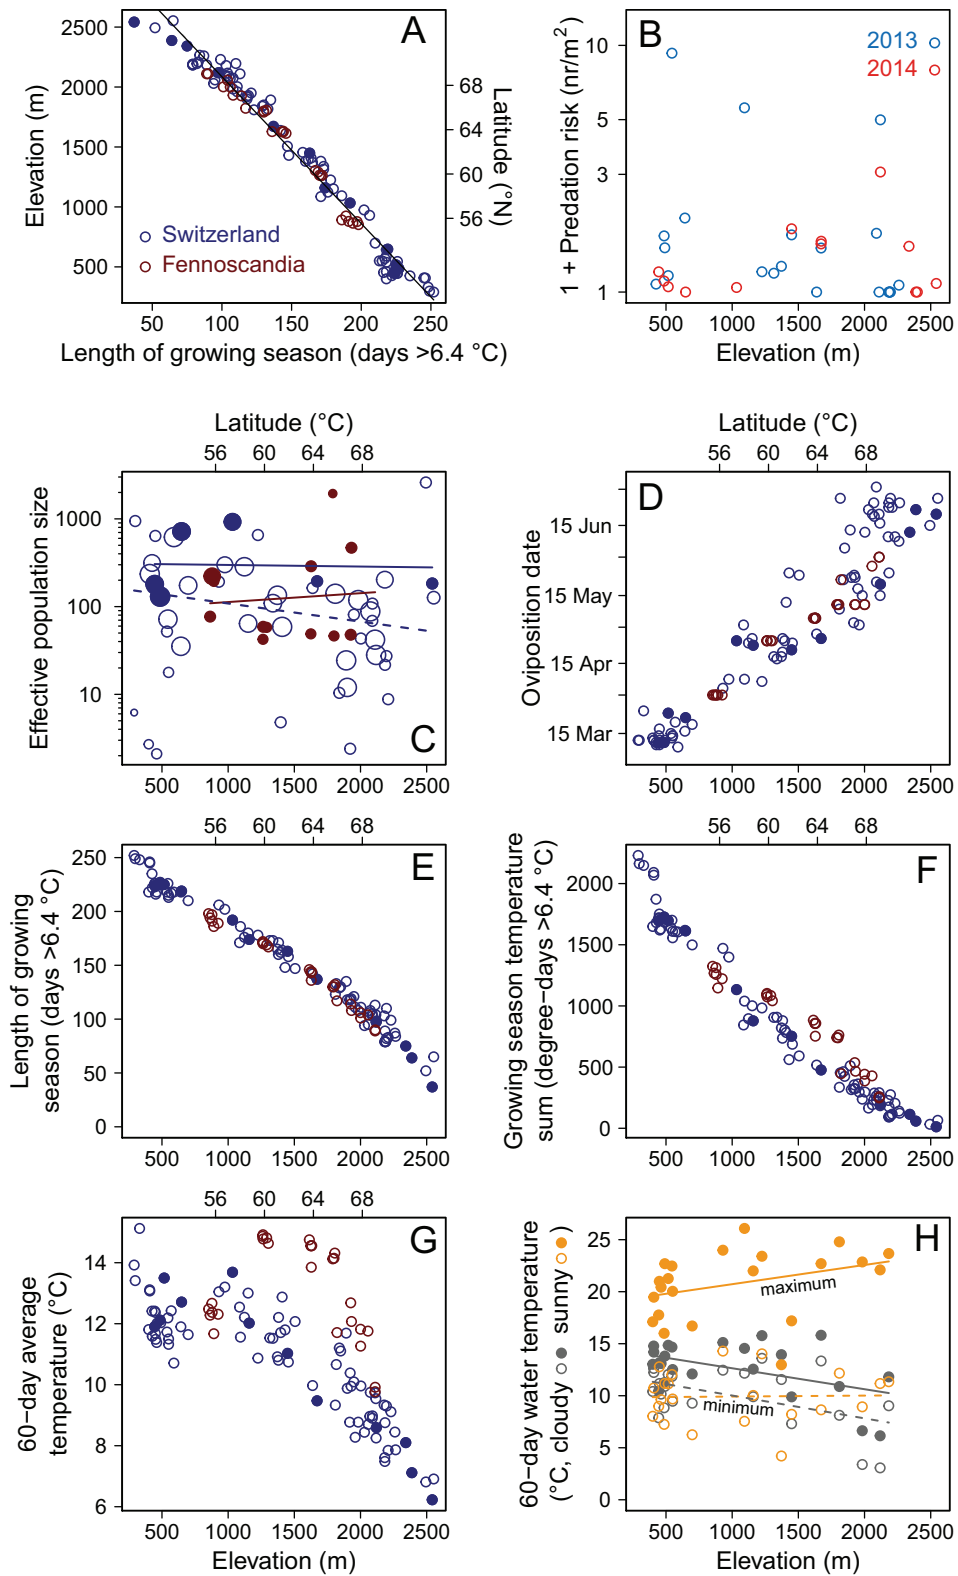 A
Elevation (m)
2500
2000
1500
1000
500
68
64
60
56
Latitude (°N)
Switzerland
Fennoscandia
50
100
150
200
250
Length of growing season (days >6.4 °C)
B
1 + Predation risk (nr/m²)
10
5
3
1
2013
2014
500
1000
1500
2000
2500
Elevation (m)
Latitude (°C)
56
60
64
68
C
Effective population size
1000
100
10
500
1000
1500
2000
2500
Latitude (°C)
56
60
64
68
D
Oviposition date
15 Jun
15 May
15 Apr
15 Mar
500
1000
1500
2000
2500
56
60
64
68
E
Length of growing
season (days >6.4 °C)
250
200
150
100
50
0
500
1000
1500
2000
2500
56
60
64
68
F
Growing season temperature
sum (degree−days >6.4 °C)
2000
1500
1000
500
0
500
1000
1500
2000
2500
56
60
64
68
G
60−day average
temperature (°C)
14
12
10
8
6
500
1000
1500
2000
2500
Elevation (m)
H
60−day water temperature
(°C, cloudy sunny )
25
20
15
10
5
0
maximum
minimum
500
1000
1500
2000
2500
Elevation (m)